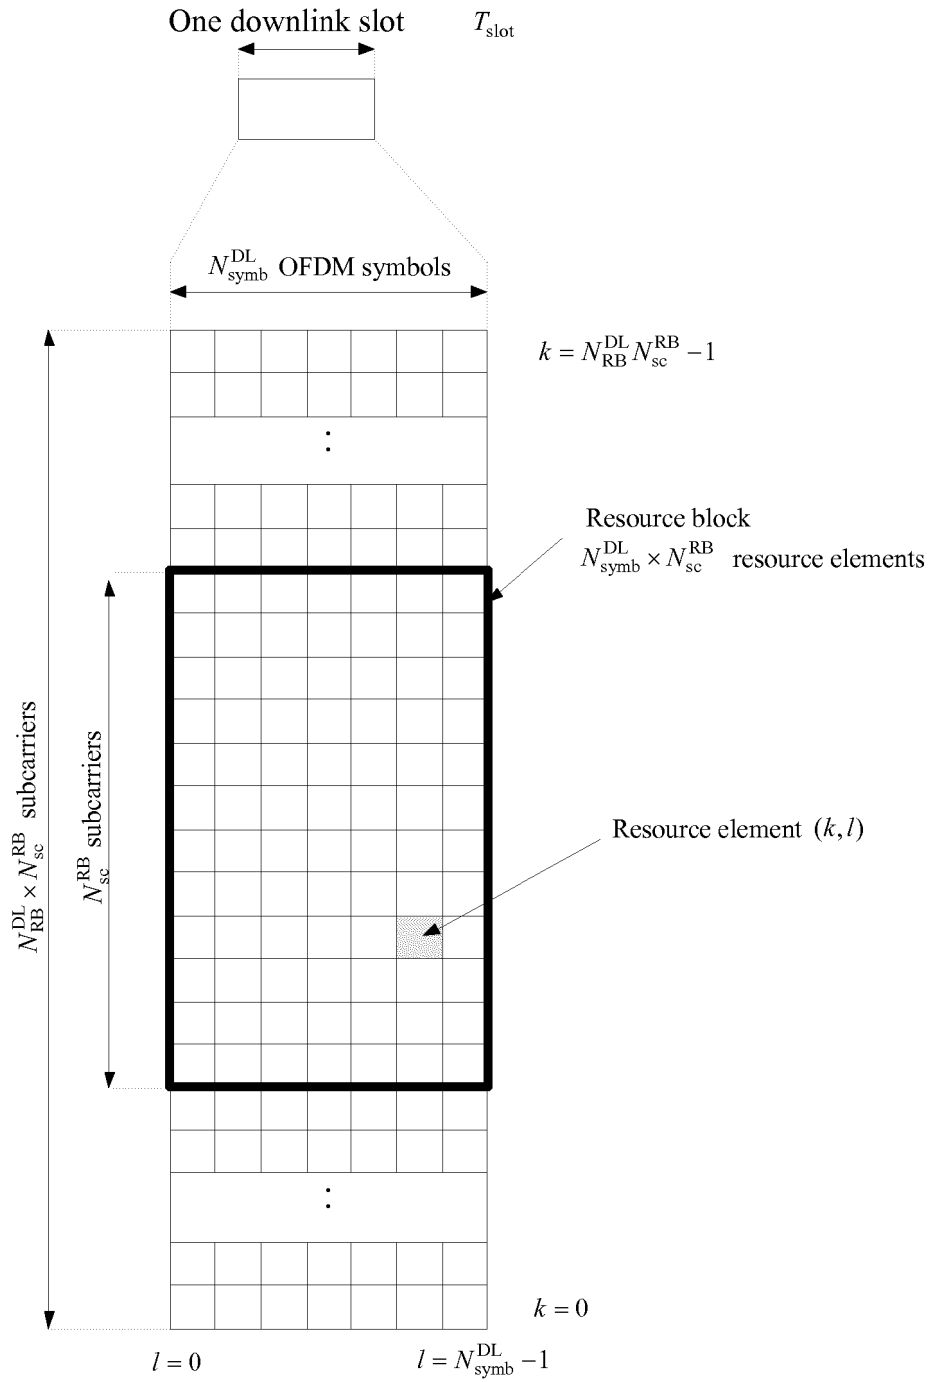 One downlink slot T_slot
N_symb^DL OFDM symbols
k = N_RB^DL N_sc^RB − 1
Resource block
N_symb^DL × N_sc^RB resource elements
N_RB^DL × N_sc^RB subcarriers
N_sc^RB subcarriers
Resource element (k, l)
k = 0
l = 0
l = N_symb^DL − 1